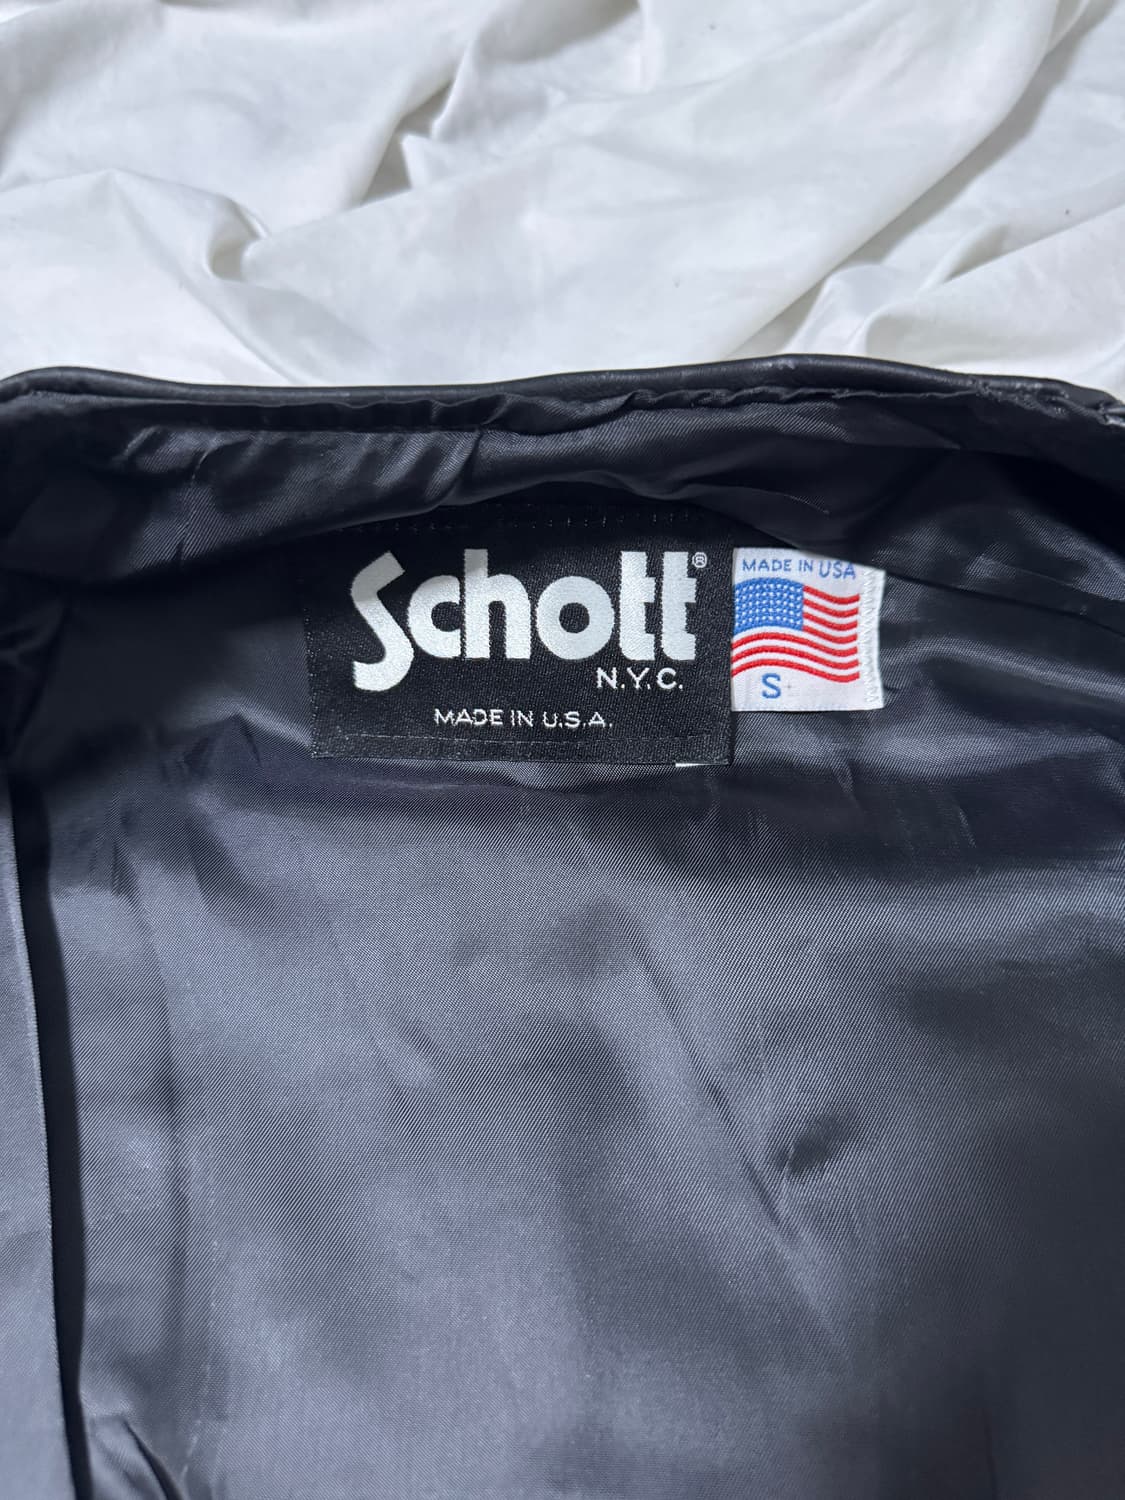 Schott®
N.Y.C.
MADE IN U.S.A.
MADE IN USA
S